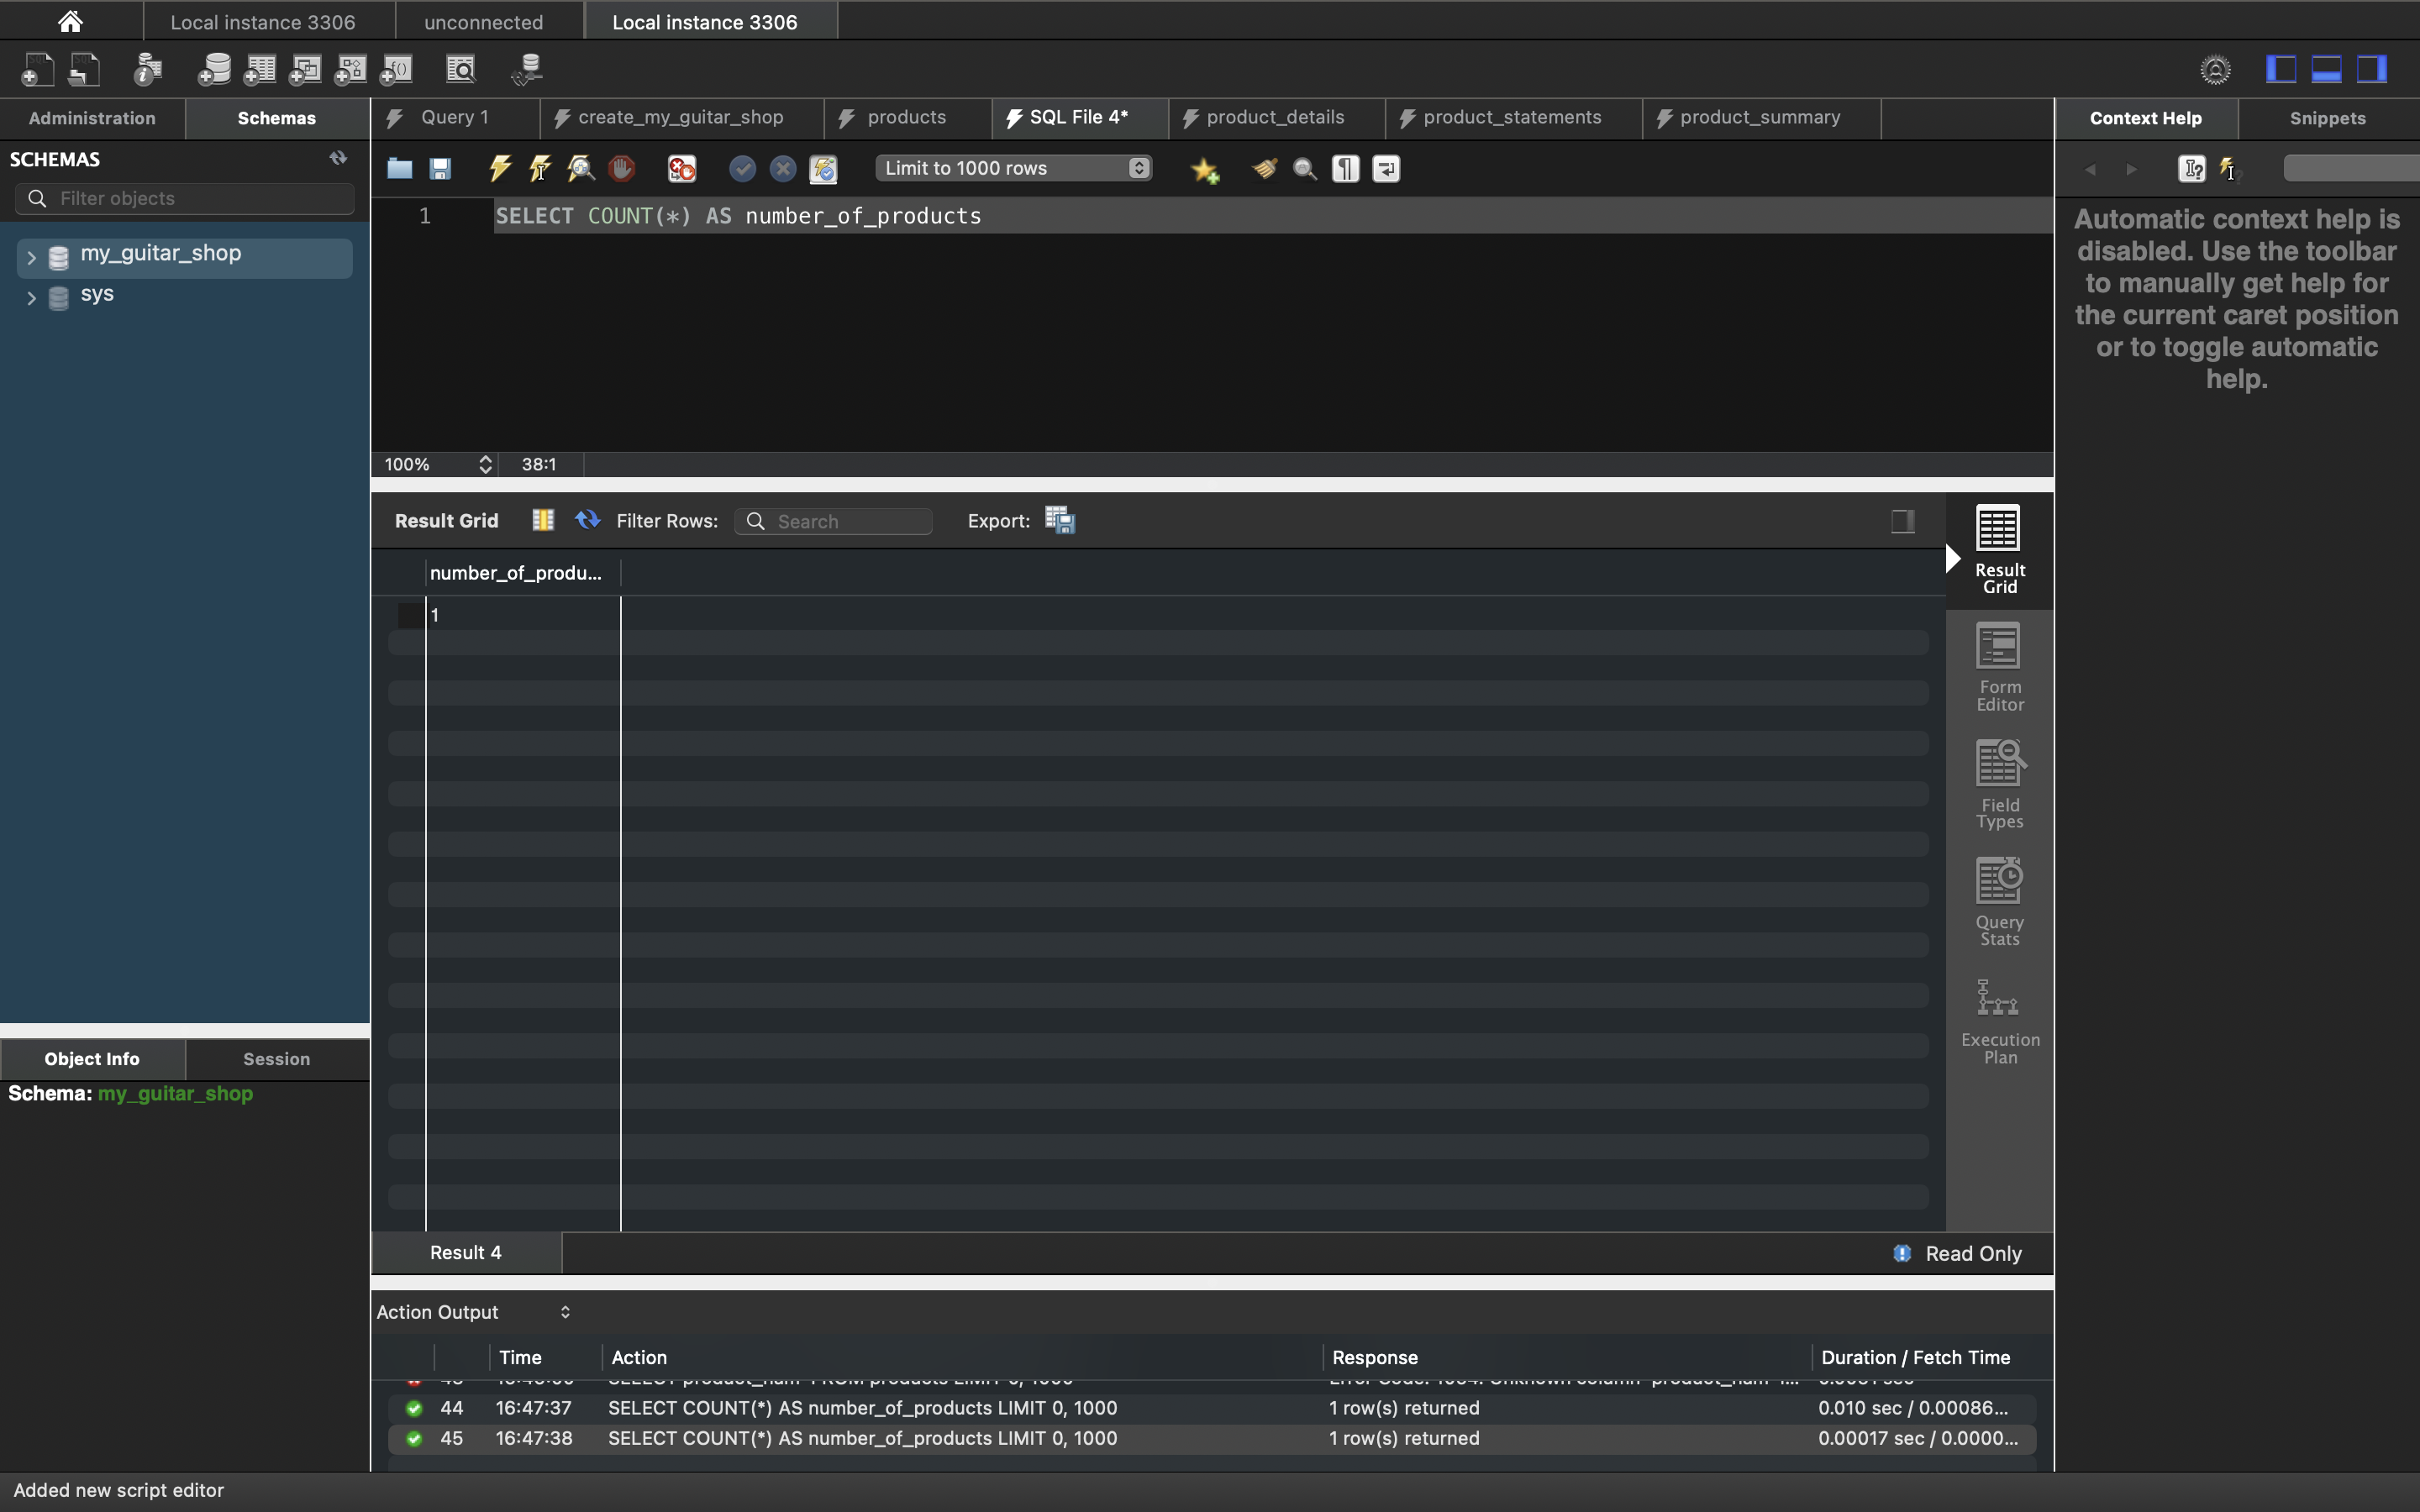 Local instance 3306
unconnected
Local instance 3306
Administration
Schemas
Query 1
create_my_guitar_shop
products
SQL File 4*
product_details
product_statements
product_summary
Context Help
Snippets
SCHEMAS
Filter objects
Limit to 1000 rows
my_guitar_shop
sys
1
SELECT COUNT(*) AS number_of_products
Automatic context help is
disabled. Use the toolbar
to manually get help for
the current caret position
or to toggle automatic
help.
100%
38:1
Result Grid
Filter Rows:
Search
Export:
number_of_produ...
1
Result
Grid
Form
Editor
Field
Types
Query
Stats
Execution
Plan
Object Info
Session
Schema: my_guitar_shop
Result 4
Read Only
Action Output
Time
Action
Response
Duration / Fetch Time
44 16:47:37 SELECT COUNT(*) AS number_of_products LIMIT 0, 1000 1 row(s) returned 0.010 sec / 0.00086...
45 16:47:38 SELECT COUNT(*) AS number_of_products LIMIT 0, 1000 1 row(s) returned 0.00017 sec / 0.0000...
Added new script editor